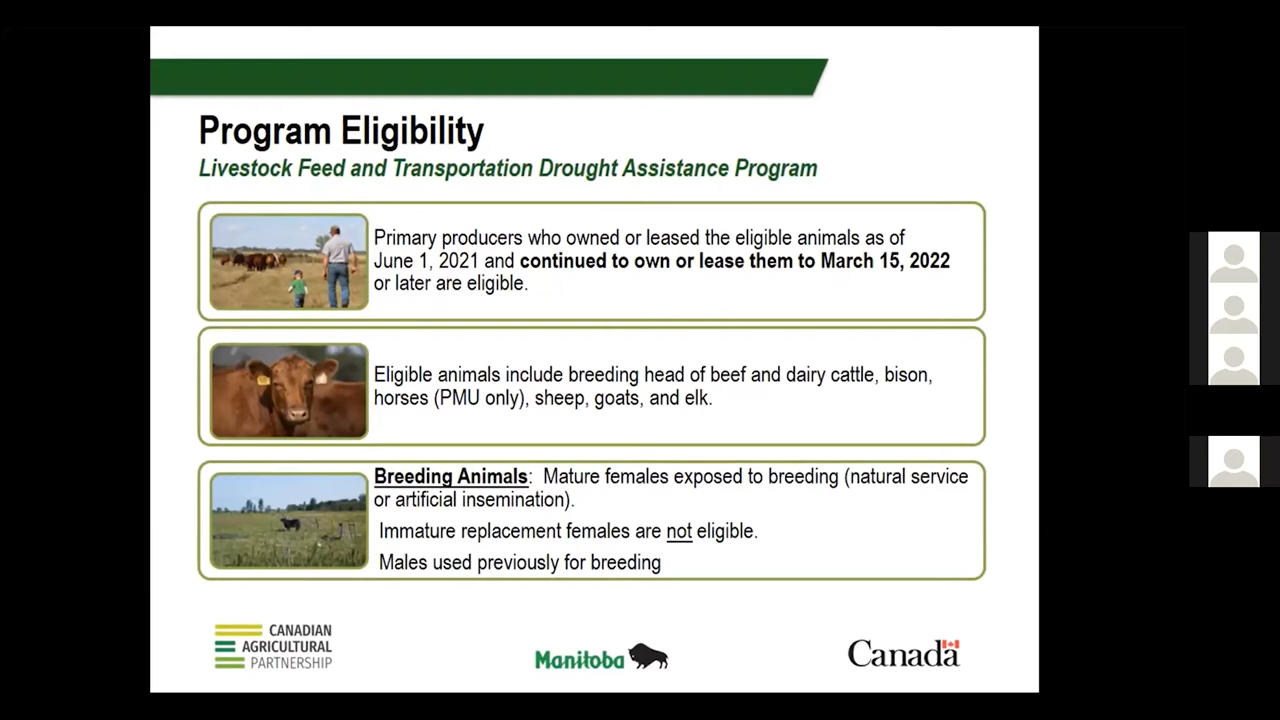 Program Eligibility
Livestock Feed and Transportation Drought Assistance Program
Primary producers who owned or leased the eligible animals as of
June 1, 2021 and continued to own or lease them to March 15, 2022
or later are eligible.
Eligible animals include breeding head of beef and dairy cattle, bison,
horses (PMU only), sheep, goats, and elk.
Breeding Animals: Mature females exposed to breeding (natural service
or artificial insemination).
Immature replacement females are not eligible.
Males used previously for breeding
CANADIAN
AGRICULTURAL
PARTNERSHIP
Manitoba
Canada